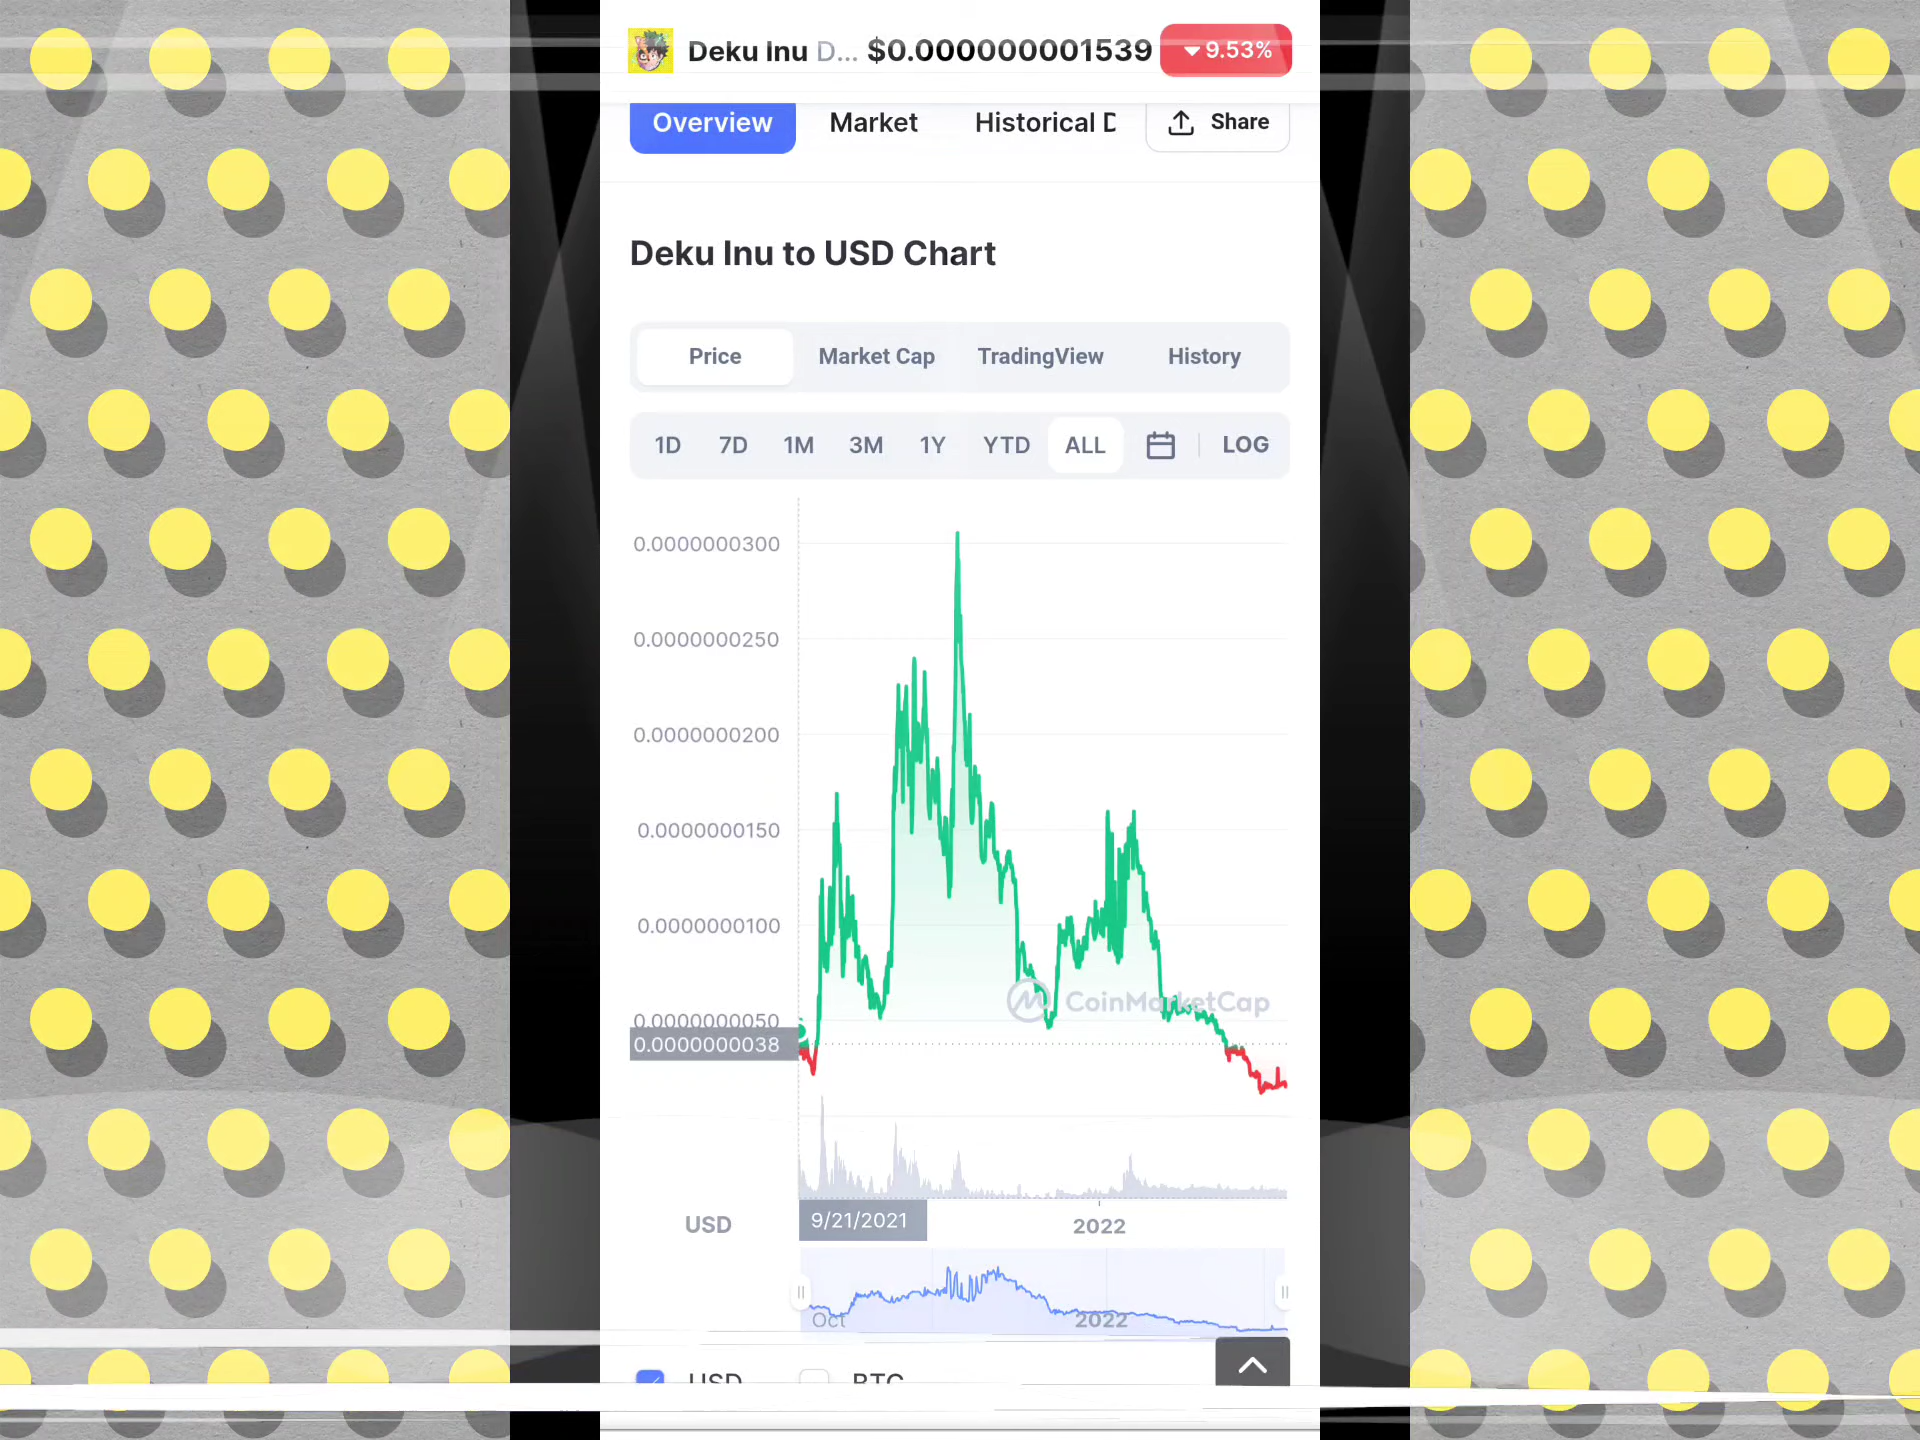 Deku Inu D... $0.000000001539 9.53%
Overview Market Historical D Share
Deku Inu to USD Chart
Price Market Cap TradingView History
1D 7D 1M 3M 1Y YTD ALL LOG
0.0000000300
0.0000000250
0.0000000200
0.0000000150
0.0000000100
CoinMarketCap
0.0000000050
0.0000000038
USD 9/21/2021 2022
Oct 2022
USD BTC